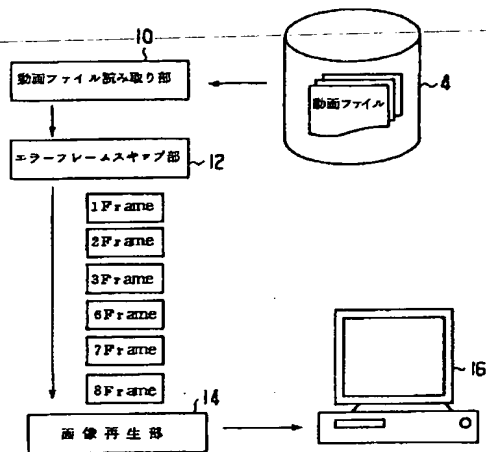 10
動画ファイル読み取り部
動画ファイル
4
エラーフレームスキャプ部
12
1Frame
2Frame
3Frame
6Frame
7Frame
8Frame
14
画像再生部
16